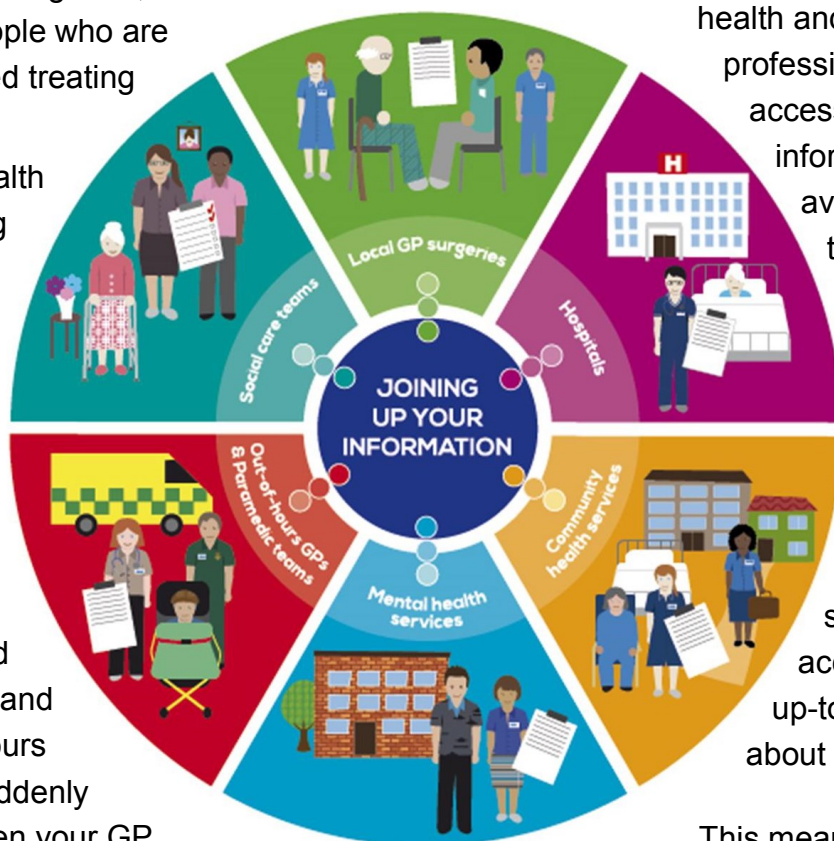 ople who are
ed treating
alth
g
health and
professi
access
infor
av
t
H
Local GP surgeries
Hospitals
Community
health services
Mental health
services
Out-of-hours GPs
& Paramedic teams
Social care teams
JOINING
UP YOUR
INFORMATION
d
and
ours
ddenly
en your GP
s
acc
up-to
about
This mean